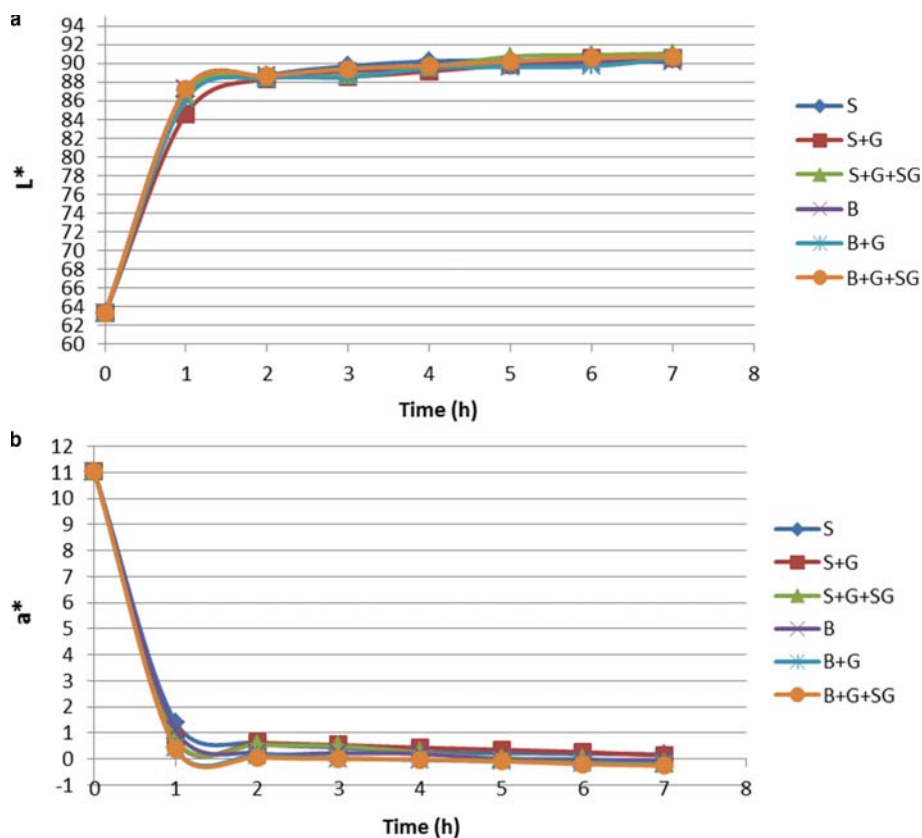 a
94
92
90
88
86
84
82
80
78
76
74
72
70
68
66
64
62
60
L*
0 1 2 3 4 5 6 7 8
Time (h)
S
S+G
S+G+SG
B
B+G
B+G+SG
b
12
11
10
9
8
7
6
5
4
3
2
1
0
-1
a*
0 1 2 3 4 5 6 7 8
Time (h)
S
S+G
S+G+SG
B
B+G
B+G+SG